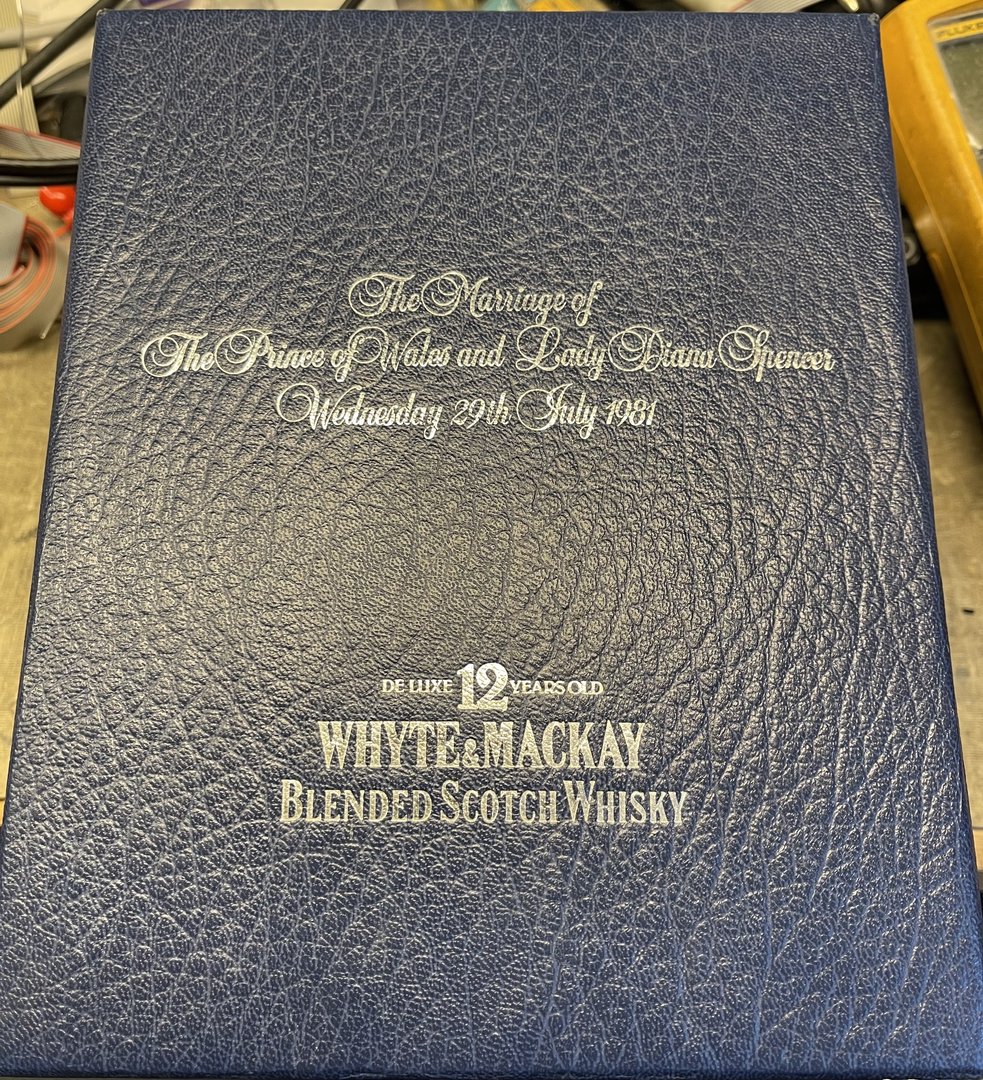 The Marriage of
The Prince of Wales and Lady Diana Spencer
Wednesday 29th July 1981
DE LUXE 12 YEARS OLD
WHYTE & MACKAY
BLENDED SCOTCH WHISKY
FLUKE